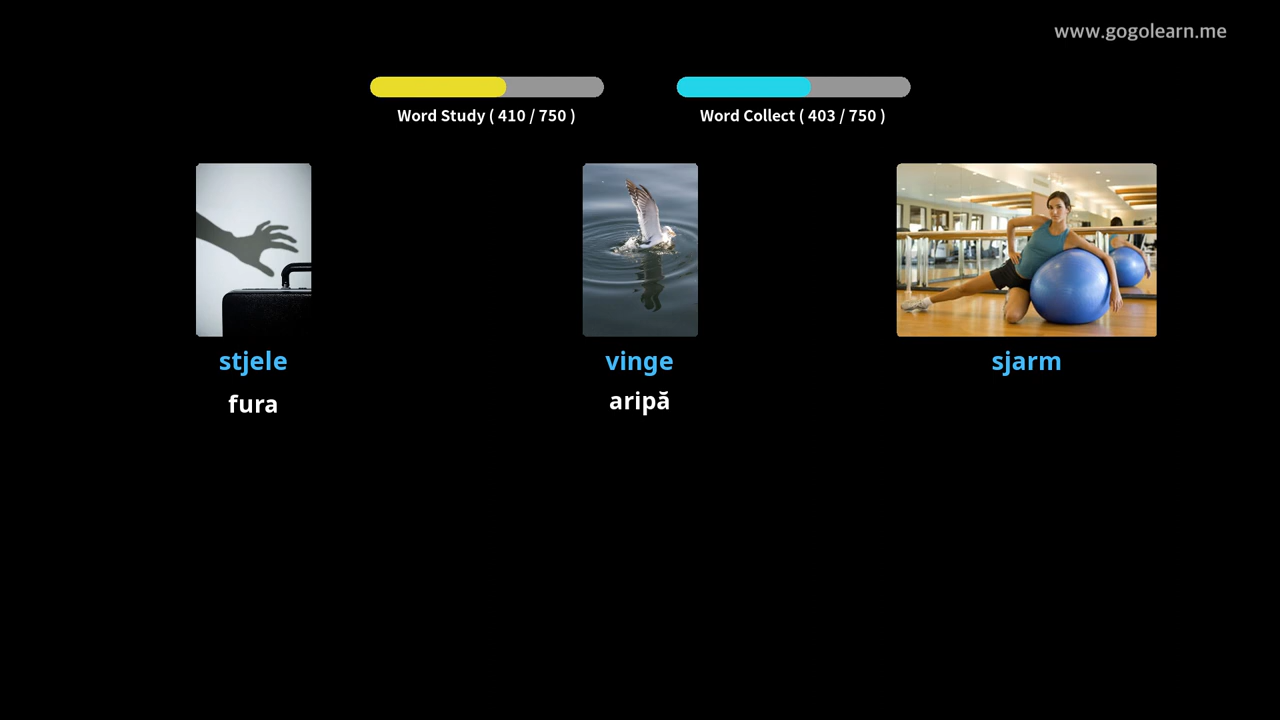 www.gogolearn.me
Word Study ( 410 / 750 )
Word Collect ( 403 / 750 )
stjele
vinge
sjarm
fura
aripă